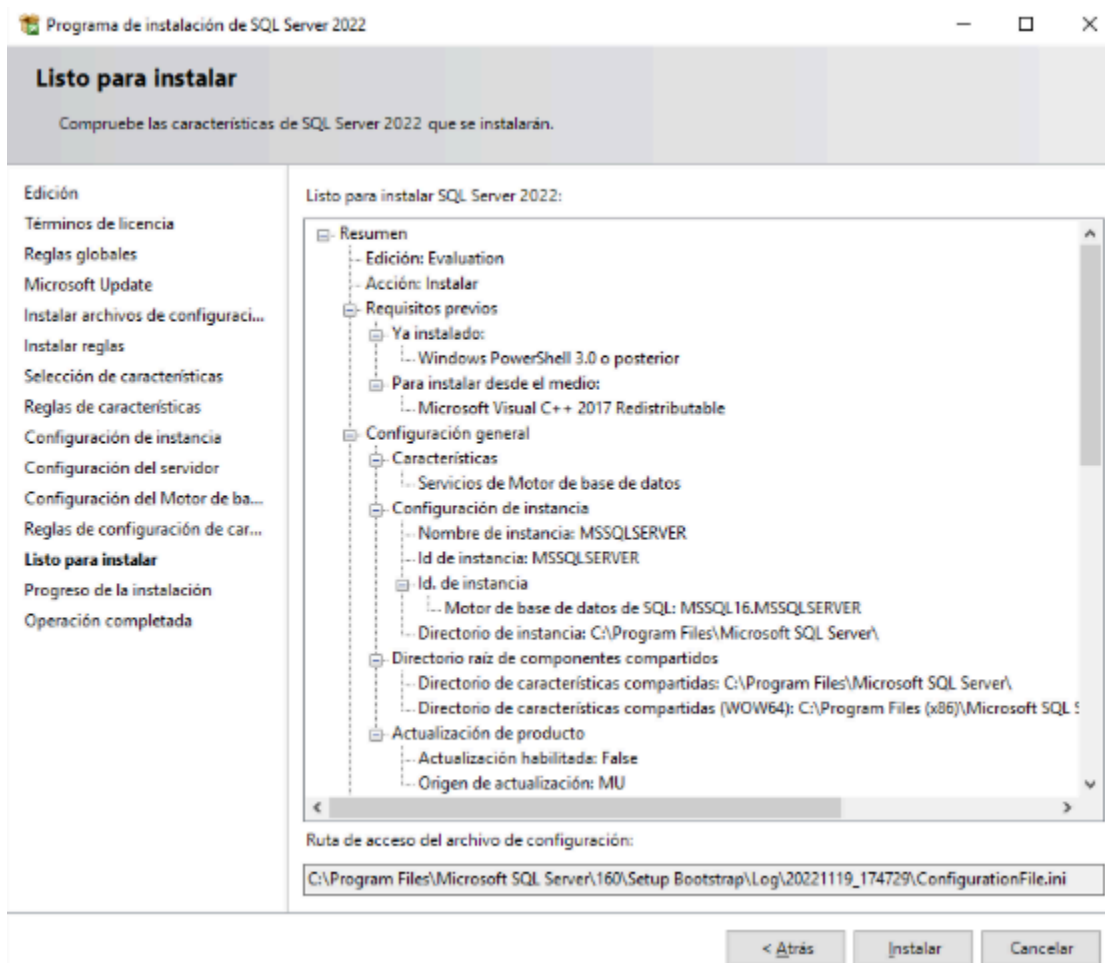 Programa de instalación de SQL Server 2022
Listo para instalar
Compruebe las características de SQL Server 2022 que se instalarán.
Edición
Términos de licencia
Reglas globales
Microsoft Update
Instalar archivos de configuraci...
Instalar reglas
Selección de características
Reglas de características
Configuración de instancia
Configuración del servidor
Configuración del Motor de ba...
Reglas de configuración de car...
Listo para instalar
Progreso de la instalación
Operación completada
Listo para instalar SQL Server 2022:
Resumen
Edición: Evaluation
Acción: Instalar
Requisitos previos
Ya instalado:
Windows PowerShell 3.0 o posterior
Para instalar desde el medio:
Microsoft Visual C++ 2017 Redistributable
Configuración general
Características
Servicios de Motor de base de datos
Configuración de instancia
Nombre de instancia: MSSQLSERVER
Id de instancia: MSSQLSERVER
Id. de instancia
Motor de base de datos de SQL: MSSQL16.MSSQLSERVER
Directorio de instancia: C:\Program Files\Microsoft SQL Server\
Directorio raíz de componentes compartidos
Directorio de características compartidas: C:\Program Files\Microsoft SQL Server\
Directorio de características compartidas (WOW64): C:\Program Files (x86)\Microsoft SQL S
Actualización de producto
Actualización habilitada: False
Origen de actualización: MU
Ruta de acceso del archivo de configuración:
C:\Program Files\Microsoft SQL Server\160\Setup Bootstrap\Log\20221119_174729\ConfigurationFile.ini
< Atrás
Instalar
Cancelar